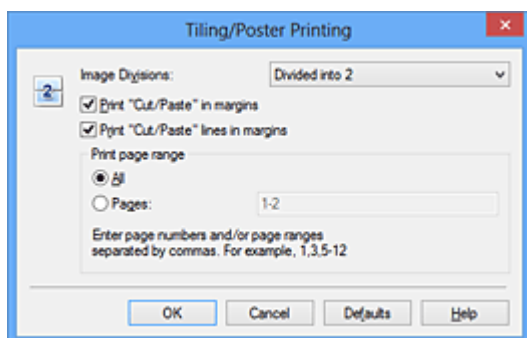 Tiling/Poster Printing
Image Divisions: Divided into 2
2
Print "Cut/Paste" in margins
Print "Cut/Paste" lines in margins
Print page range
All
Pages: 1-2
Enter page numbers and/or page ranges
separated by commas. For example, 1,3,5-12
OK Cancel Defaults Help